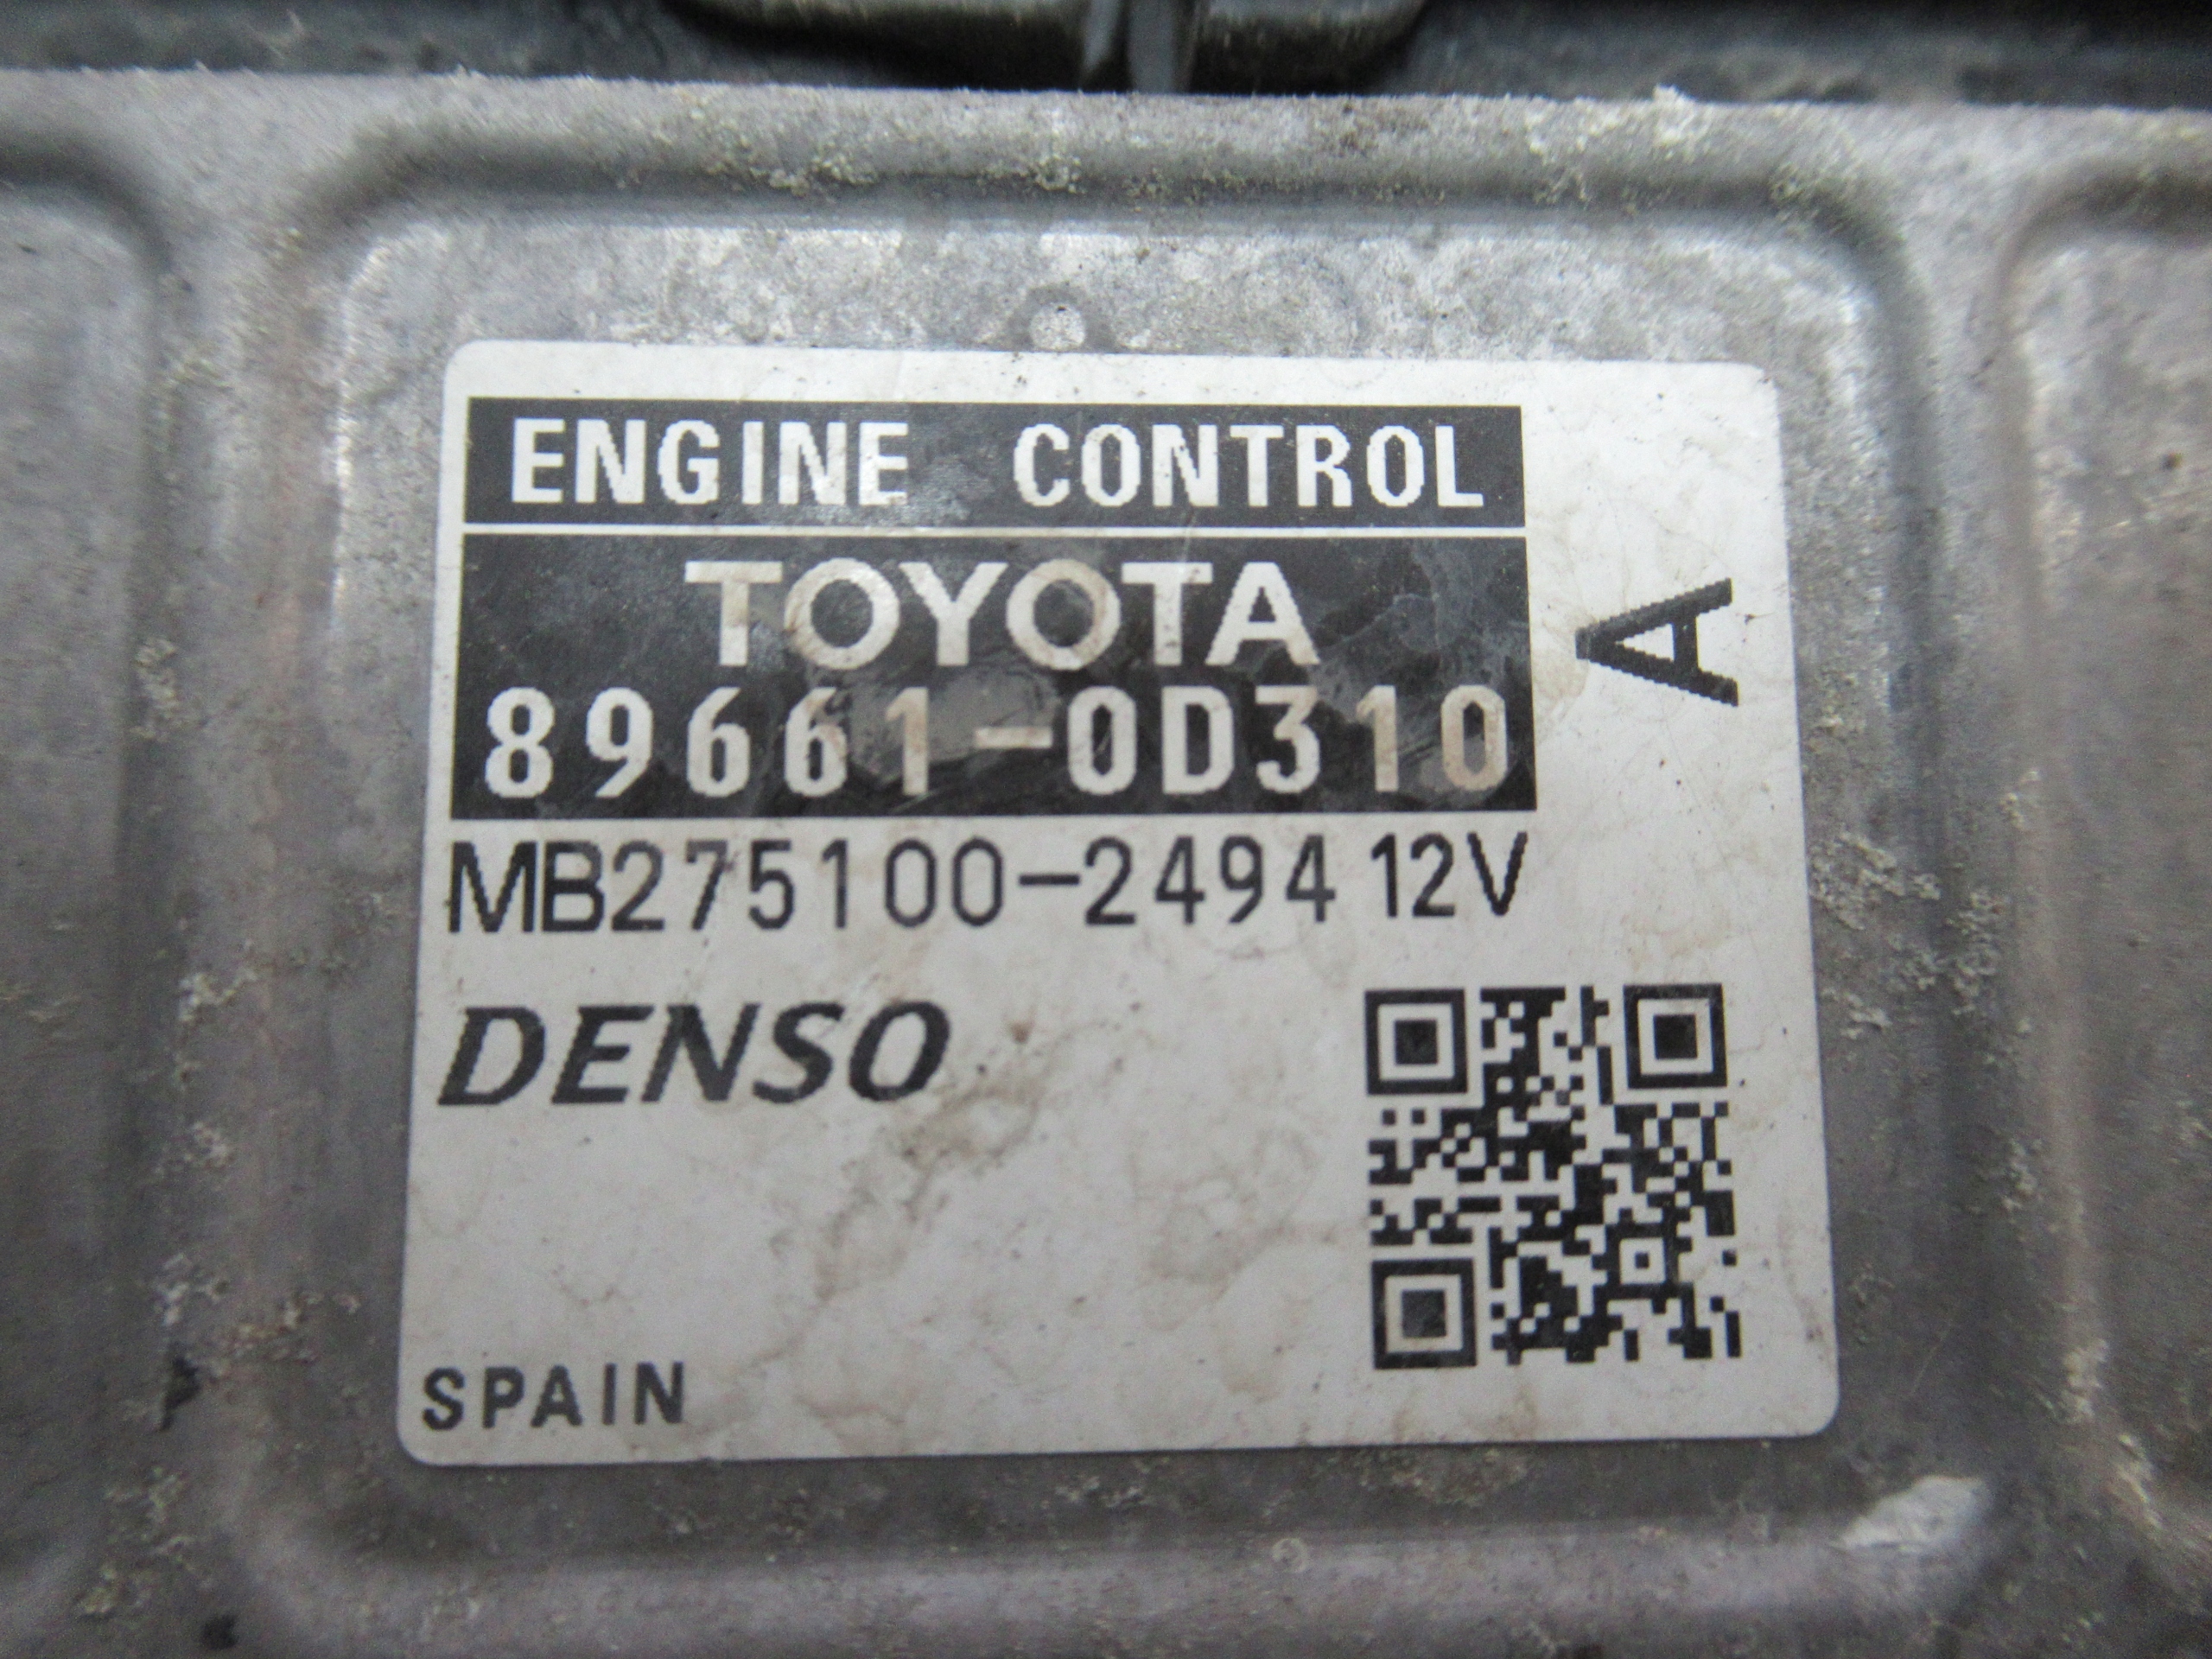 ENGINE CONTROL
TOYOTA
89661-0D310
A
MB275100-2494 12V
DENSO
SPAIN